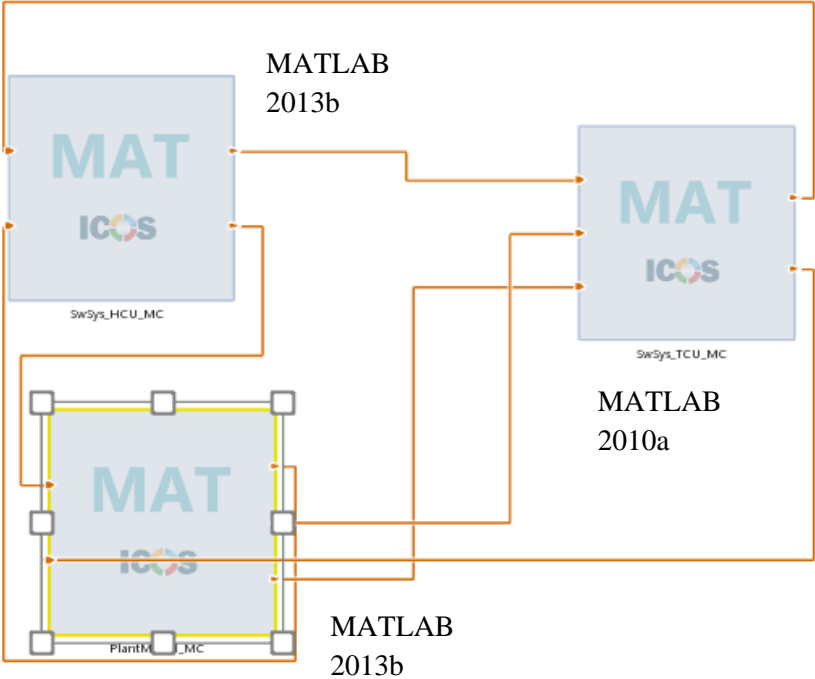 MATLAB
2013b
MAT
ICOS
SwSys_HCU_MC
MAT
ICOS
SwSys_TCU_MC
MATLAB
2010a
MAT
ICOS
MATLAB
2013b